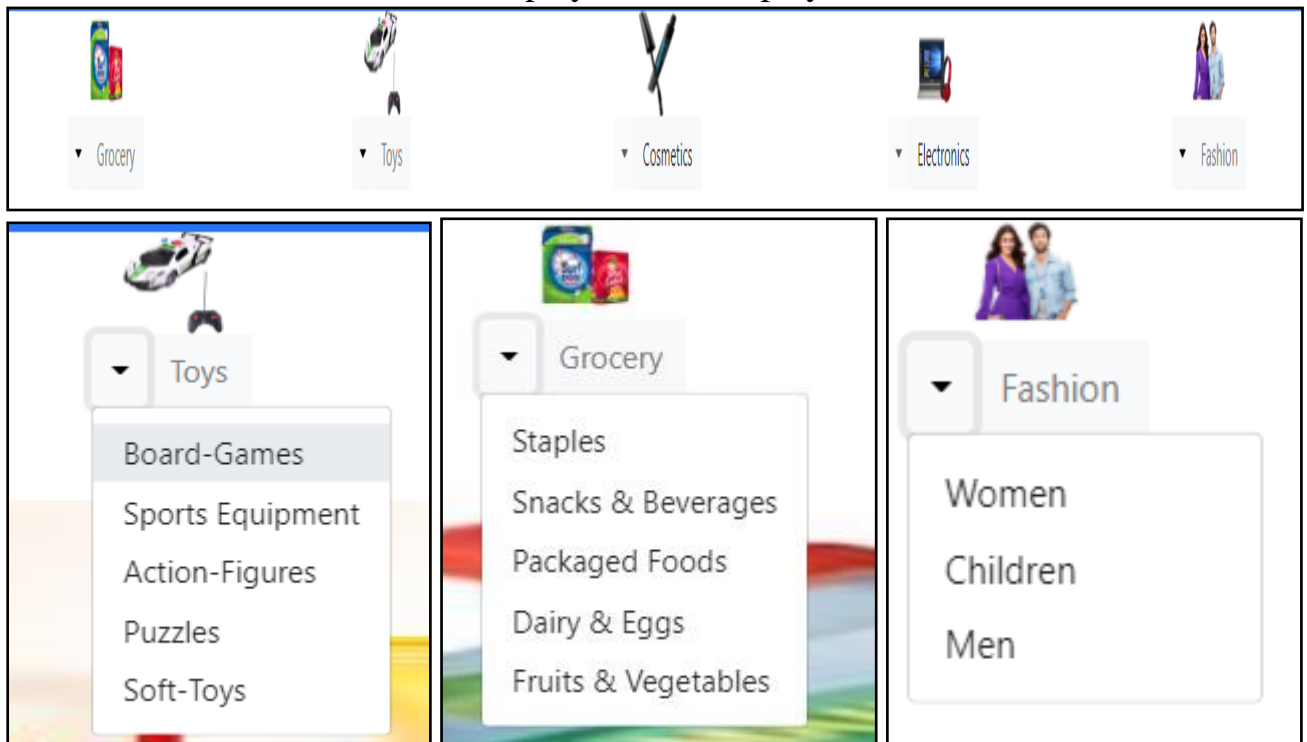 Grocery
Toys
Cosmetics
Electronics
Fashion
Toys
Board-Games
Sports Equipment
Action-Figures
Puzzles
Soft-Toys
Grocery
Staples
Snacks & Beverages
Packaged Foods
Dairy & Eggs
Fruits & Vegetables
Fashion
Women
Children
Men